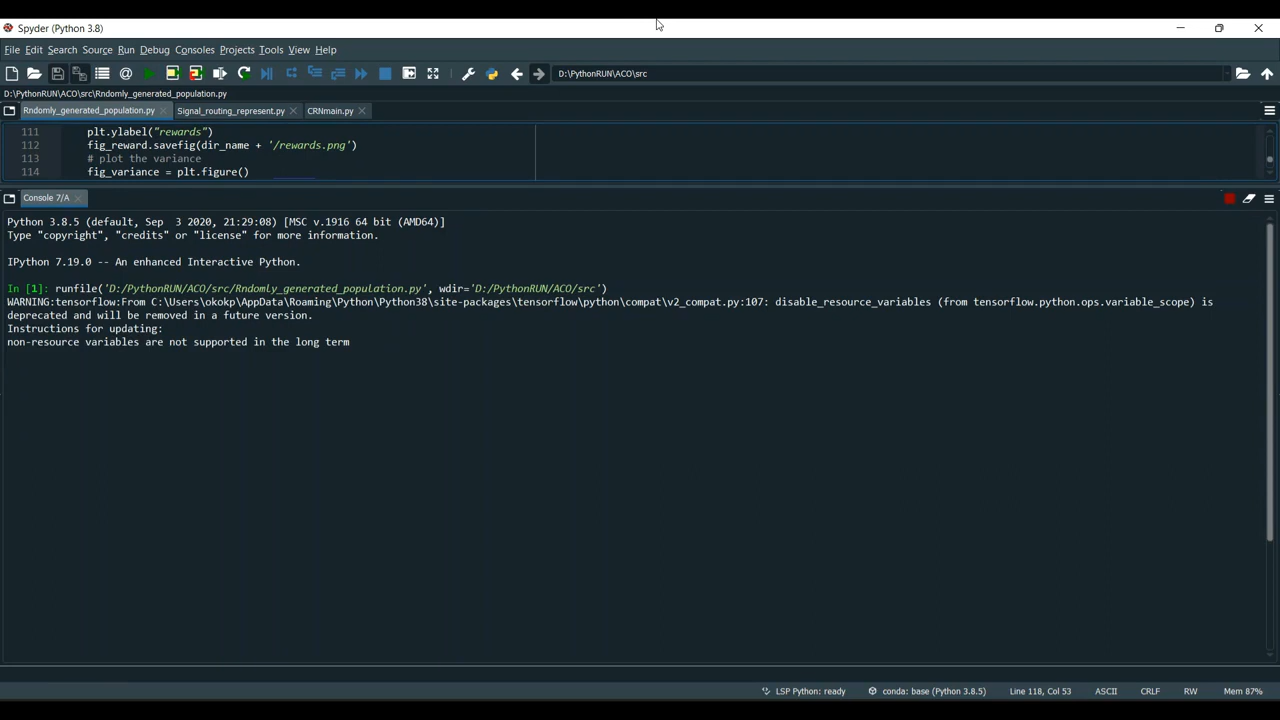 Spyder (Python 3.8)
File Edit Search Source Run Debug Consoles Projects Tools View Help
D:\PythonRUN\ACO\src
D:\PythonRUN\ACO\src\Rndomly_generated_population.py
Rndomly_generated_population.py Signal_routing_represent.py CRNmain.py
111 plt.ylabel("rewards")
112 fig_reward.savefig(dir_name + '/rewards.png')
113 # plot the variance
114 fig_variance = plt.figure()
Console 7/A
Python 3.8.5 (default, Sep  3 2020, 21:29:08) [MSC v.1916 64 bit (AMD64)]
Type "copyright", "credits" or "license" for more information.
IPython 7.19.0 -- An enhanced Interactive Python.
In [1]: runfile('D:/PythonRUN/ACO/src/Rndomly_generated_population.py', wdir='D:/PythonRUN/ACO/src')
WARNING:tensorflow:From C:\Users\okokp\AppData\Roaming\Python\Python38\site-packages\tensorflow\python\compat\v2_compat.py:107: disable_resource_variables (from tensorflow.python.ops.variable_scope) is
deprecated and will be removed in a future version.
Instructions for updating:
non-resource variables are not supported in the long term
LSP Python: ready conda: base (Python 3.8.5) Line 118, Col 53 ASCII CRLF RW Mem 87%